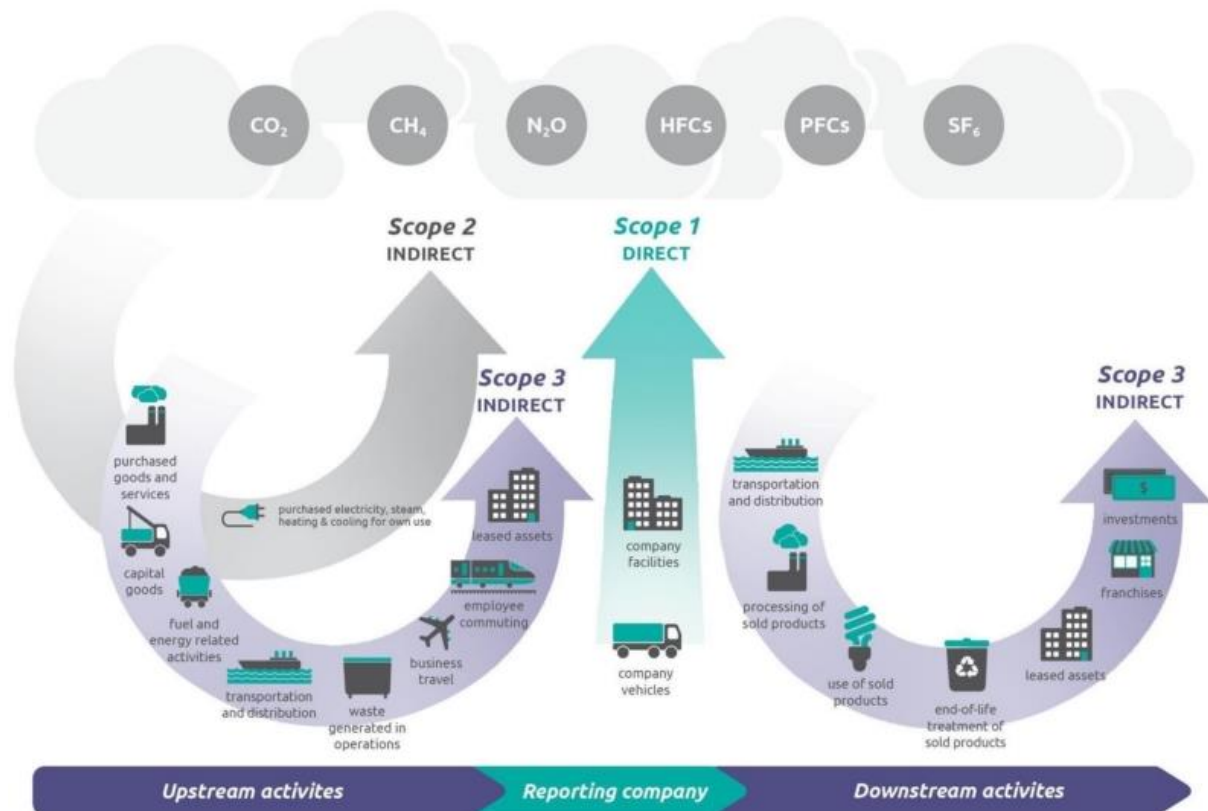 CO₂
CH₄
N₂O
HFCs
PFCs
SF₆
Scope 2
INDIRECT
Scope 1
DIRECT
Scope 3
INDIRECT
Scope 3
INDIRECT
purchased
goods and
services
capital
goods
fuel and
energy related
activities
transportation
and distribution
waste
generated in
operations
business
travel
employee
commuting
leased assets
purchased electricity, steam,
heating & cooling for own use
company
facilities
company
vehicles
transportation
and distribution
processing of
sold products
use of sold
products
end-of-life
treatment of
sold products
leased assets
franchises
investments
$
Upstream activites
Reporting company
Downstream activites